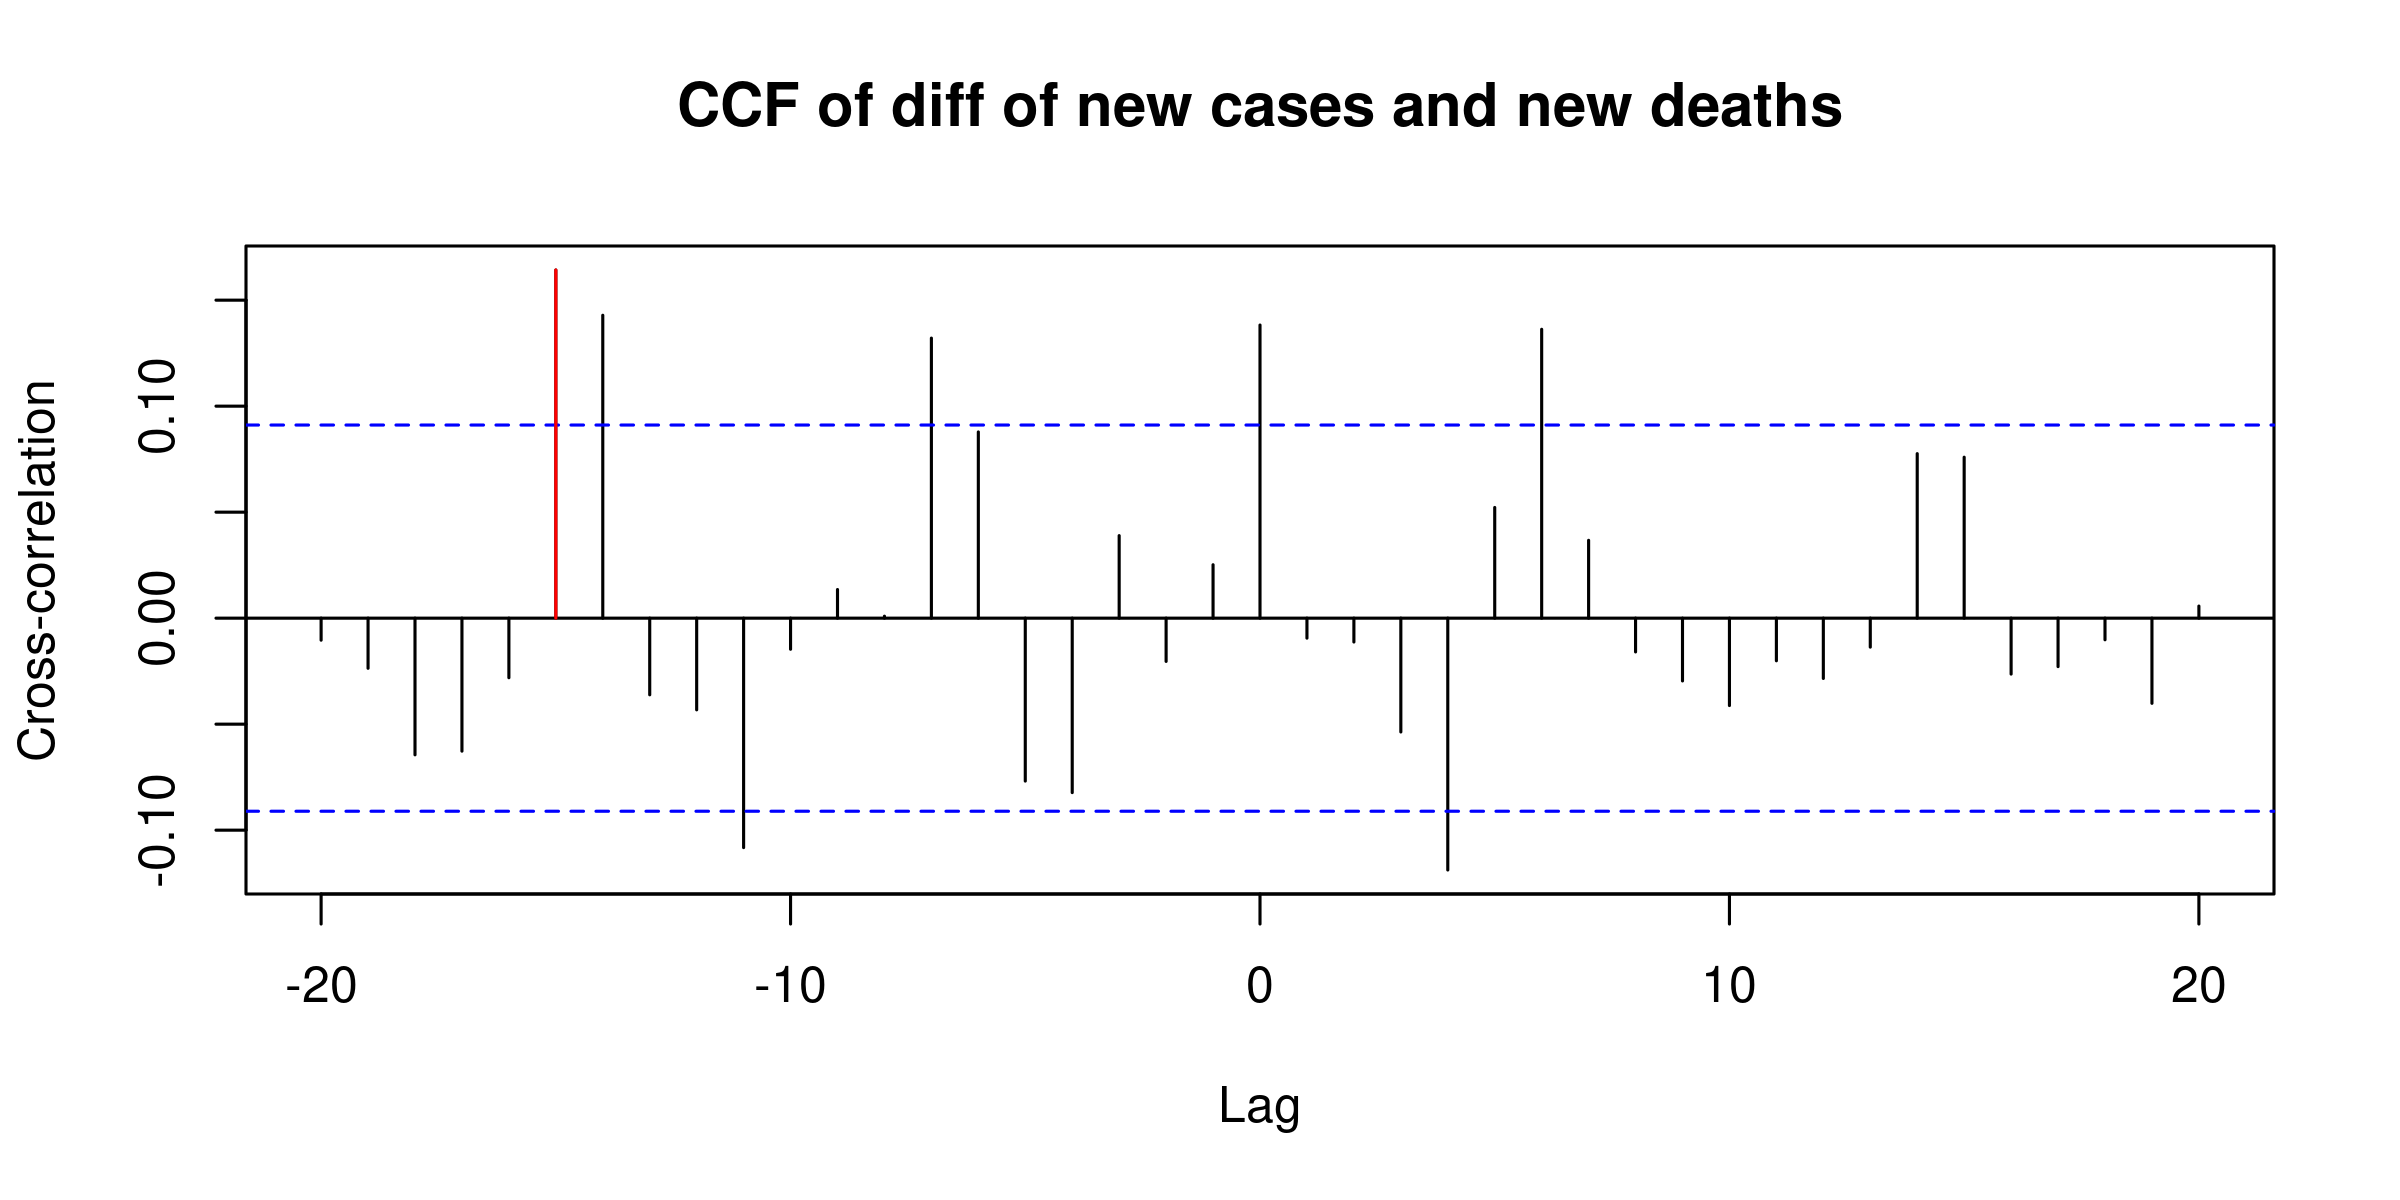 CCF of diff of new cases and new deaths
Cross-correlation
0.10
0.00
-0.10
-20 -10 0 10 20
Lag